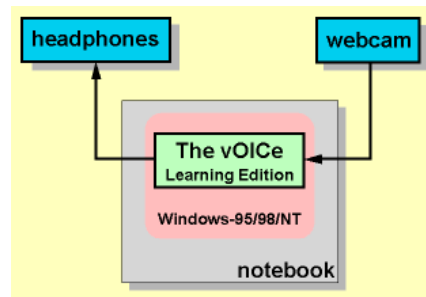 headphones
webcam
The vOICe
Learning Edition
Windows-95/98/NT
notebook